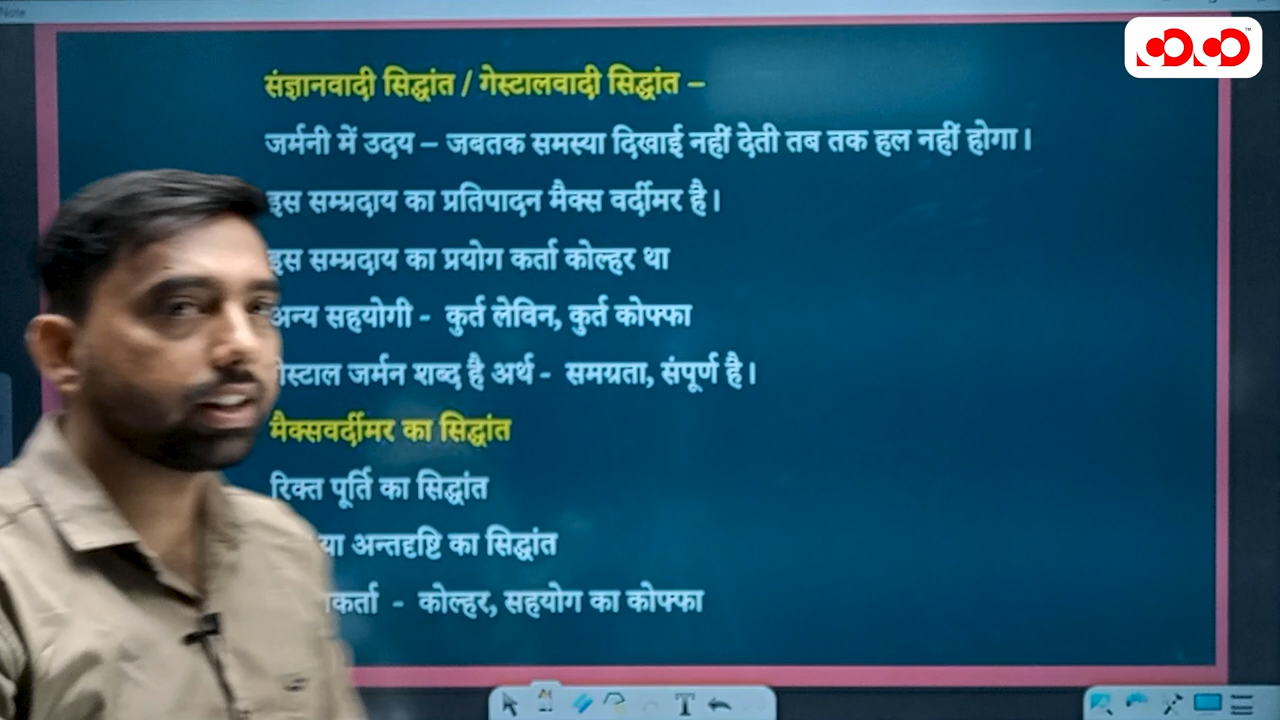 Note
संज्ञानवादी सिद्धांत / गेस्टालवादी सिद्धांत –
जर्मनी में उदय – जबतक समस्या दिखाई नहीं देती तब तक हल नहीं होगा।
इस सम्प्रदाय का प्रतिपादन मैक्स वर्दीमर है।
इस सम्प्रदाय का प्रयोग कर्ता कोल्हर था
अन्य सहयोगी - कुर्त लेविन, कुर्त कोफ्फा
जर्मन शब्द है अर्थ - समग्रता, संपूर्ण है।
मैक्सवर्दीमर का सिद्धांत
रिक्त पूर्ति का सिद्धांत
अन्तदृष्टि का सिद्धांत
कोल्हर, सहयोग का कोफ्फा
T